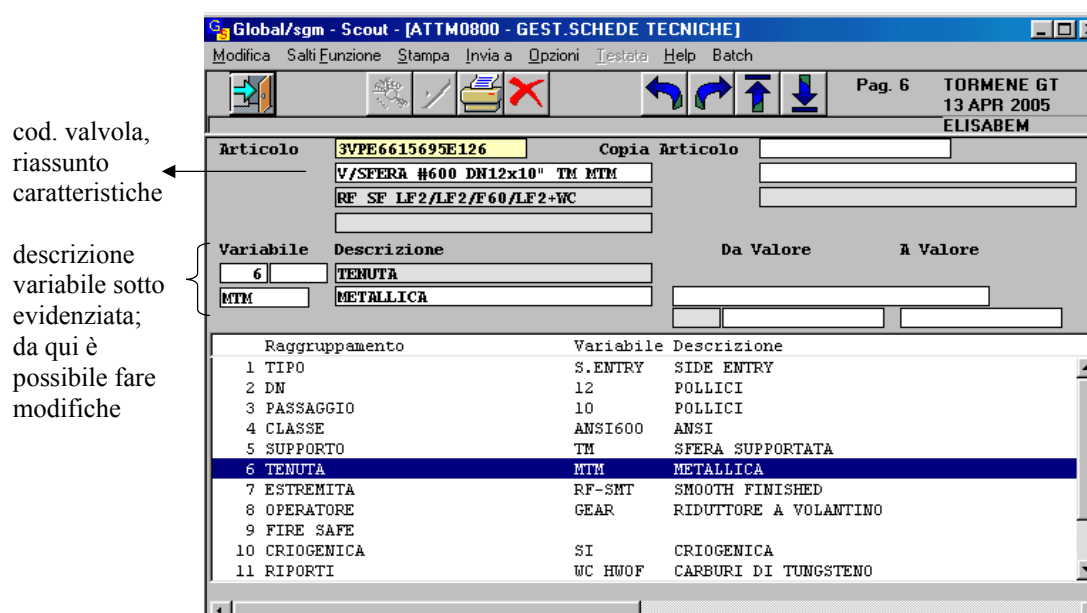 Global/sgm - Scout - [ATTM0800 - GEST.SCHEDE TECNICHE]
Modifica Salti Funzione Stampa Invia a Opzioni Testata Help Batch
Pag. 6 TORMENE GT
13 APR 2005
ELISABEM
cod. valvola,
riassunto
caratteristiche
Articolo 3VPE6615695E126 Copia Articolo
V/SFERA #600 DN12x10" TM MTM
RF SF LF2/LF2/F60/LF2+WC
descrizione
variabile sotto
evidenziata;
da qui è
possibile fare
modifiche
Variabile Descrizione Da Valore A Valore
6 TENUTA
MTM METALLICA
Raggruppamento Variabile Descrizione
1 TIPO S.ENTRY SIDE ENTRY
2 DN 12 POLLICI
3 PASSAGGIO 10 POLLICI
4 CLASSE ANSI600 ANSI
5 SUPPORTO TM SFERA SUPPORTATA
6 TENUTA MTM METALLICA
7 ESTREMITA RF-SMT SMOOTH FINISHED
8 OPERATORE GEAR RIDUTTORE A VOLANTINO
9 FIRE SAFE
10 CRIOGENICA SI CRIOGENICA
11 RIPORTI WC HWOF CARBURI DI TUNGSTENO